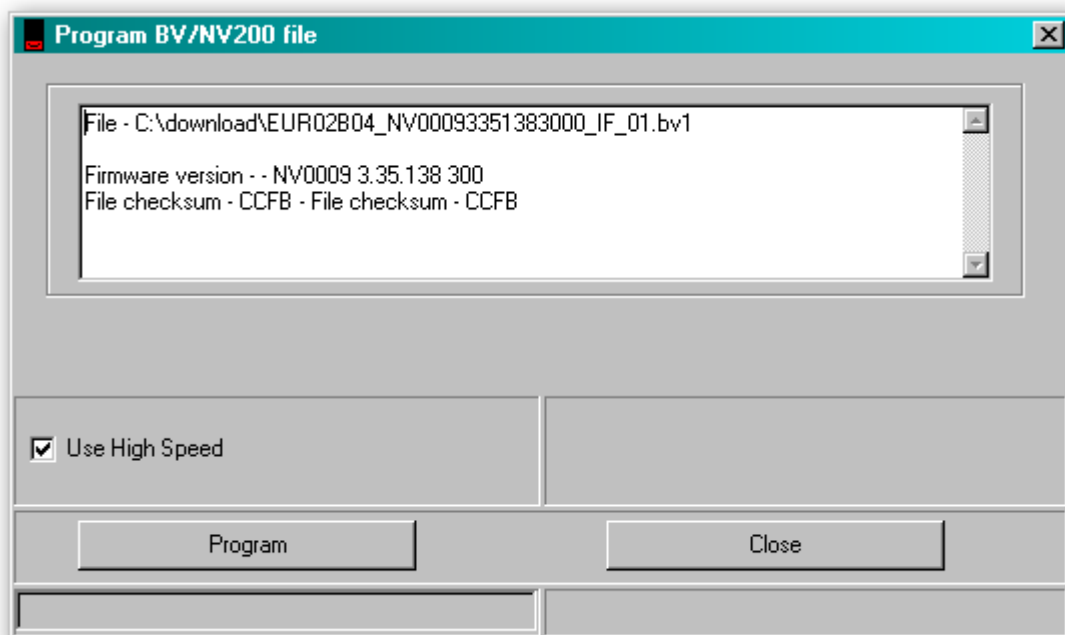 Program BV/NV200 file
File - C:\download\EUR02B04_NV00093351383000_IF_01.bv1
Firmware version - - NV0009 3.35.138 300
File checksum - CCFB - File checksum - CCFB
Use High Speed
Program
Close